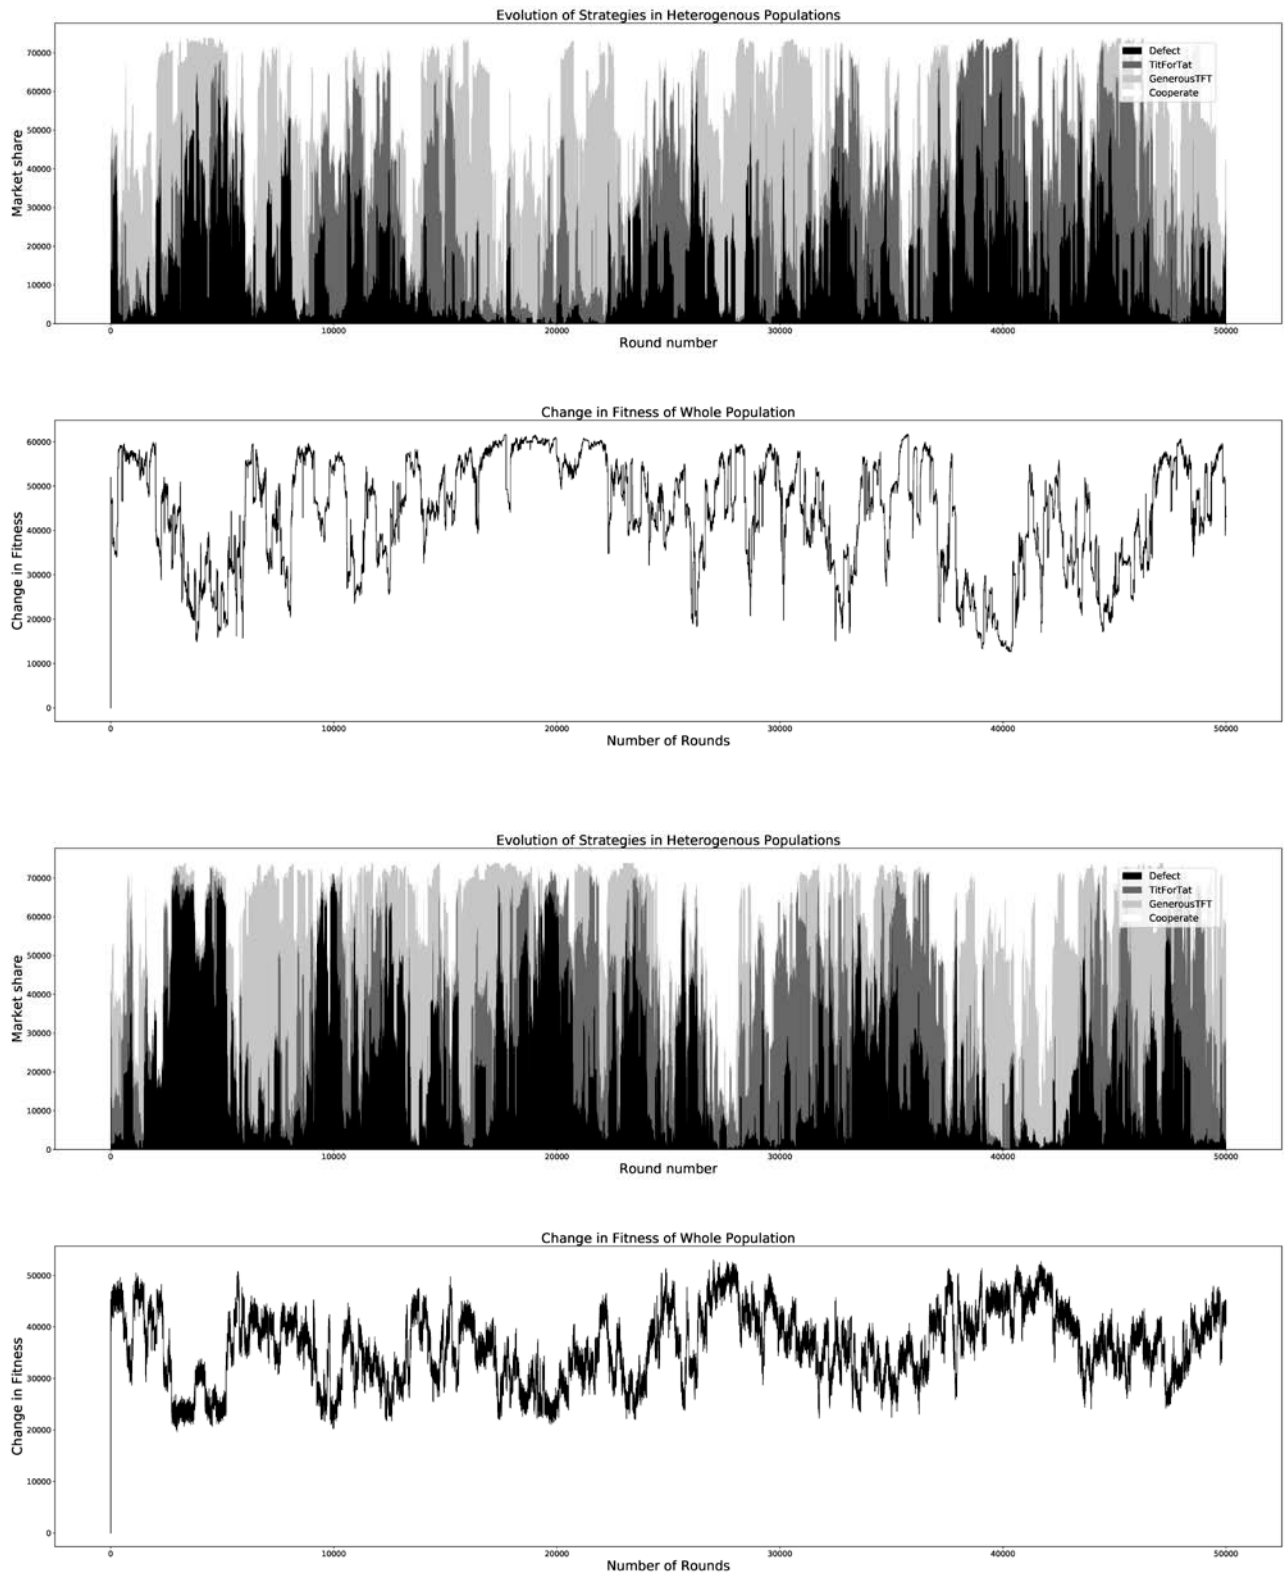 Evolution of Strategies in Heterogenous Populations
Market share
70000
60000
50000
40000
30000
20000
10000
0
Defect
TitForTat
GenerousTFT
Cooperate
0 10000 20000 30000 40000 50000
Round number
Change in Fitness of Whole Population
Change in Fitness
60000
50000
40000
30000
20000
10000
0
0 10000 20000 30000 40000 50000
Number of Rounds
Evolution of Strategies in Heterogenous Populations
Market share
70000
60000
50000
40000
30000
20000
10000
0
Defect
TitForTat
GenerousTFT
Cooperate
0 10000 20000 30000 40000 50000
Round number
Change in Fitness of Whole Population
Change in Fitness
50000
40000
30000
20000
10000
0
0 10000 20000 30000 40000 50000
Number of Rounds